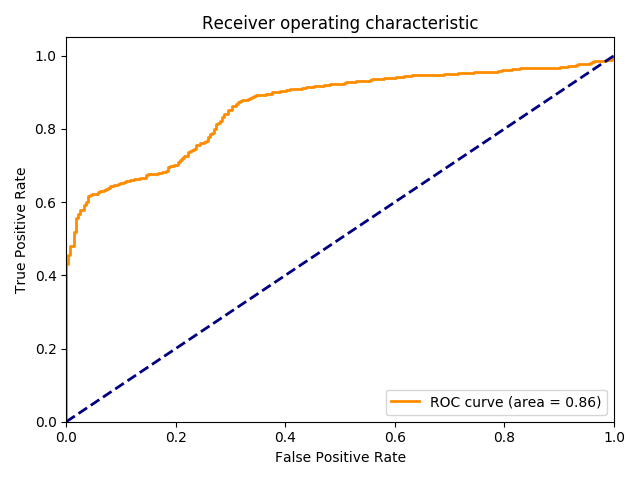 Receiver operating characteristic
True Positive Rate
1.0
0.8
0.6
0.4
0.2
0.0
ROC curve (area = 0.86)
0.0 0.2 0.4 0.6 0.8 1.0
False Positive Rate